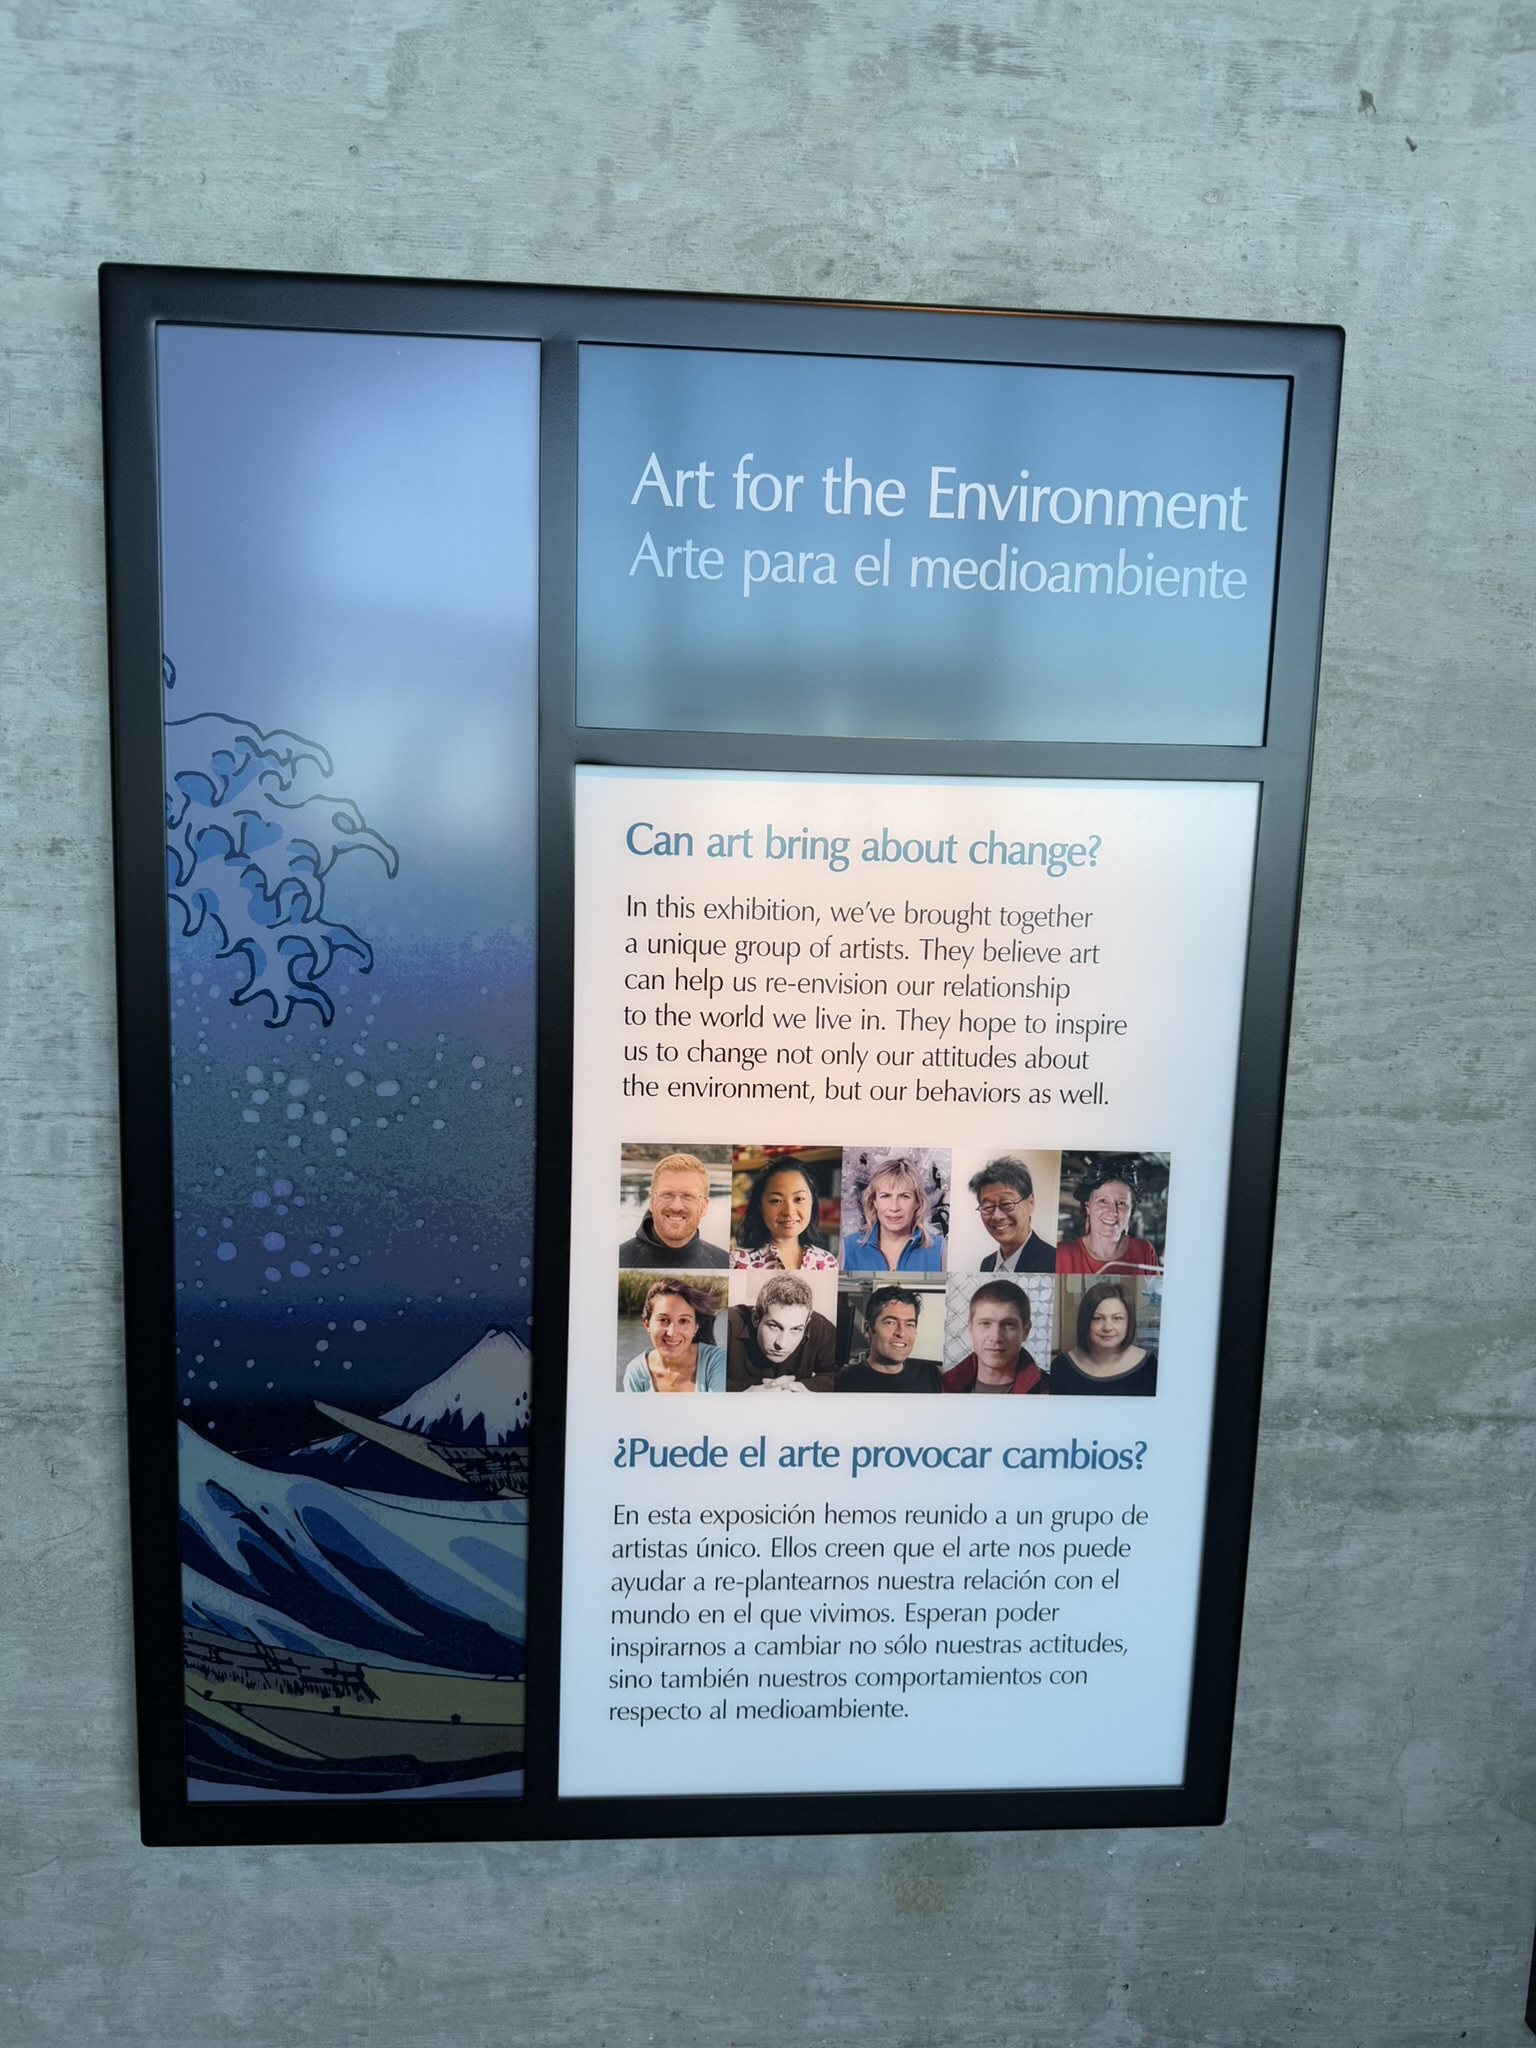 Art for the Environment
Arte para el medioambiente
Can art bring about change?
In this exhibition, we've brought together
a unique group of artists. They believe art
can help us re-envision our relationship
to the world we live in. They hope to inspire
us to change not only our attitudes about
the environment, but our behaviors as well.
¿Puede el arte provocar cambios?
En esta exposición hemos reunido a un grupo de
artistas único. Ellos creen que el arte nos puede
ayudar a re-plantearnos nuestra relación con el
mundo en el que vivimos. Esperan poder
inspirarnos a cambiar no sólo nuestras actitudes,
sino también nuestros comportamientos con
respecto al medioambiente.